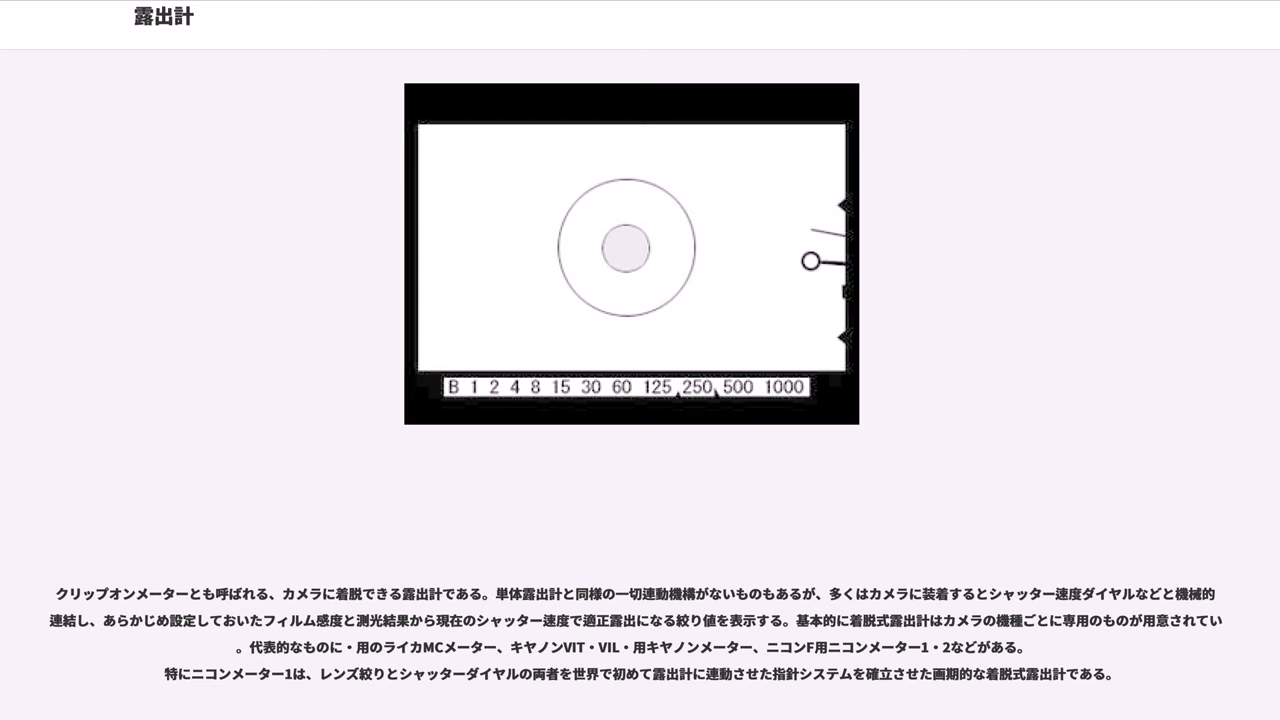 露出計
B 1 2 4 8 15 30 60 125 250 500 1000
クリップオンメーターとも呼ばれる、カメラに着脱できる露出計である。単体露出計と同様の一切連動機構がないものもあるが、多くはカメラに装着するとシャッター速度ダイヤルなどと機械的
連結し、あらかじめ設定しておいたフィルム感度と測光結果から現在のシャッター速度で適正露出になる絞り値を表示する。基本的に着脱式露出計はカメラの機種ごとに専用のものが用意されてい
。代表的なものに・用のライカMCメーター、キヤノンVIT・VIL・用キヤノンメーター、ニコンF用ニコンメーター1・2などがある。
特にニコンメーター1は、レンズ絞りとシャッターダイヤルの両者を世界で初めて露出計に連動させた指針システムを確立させた画期的な着脱式露出計である。